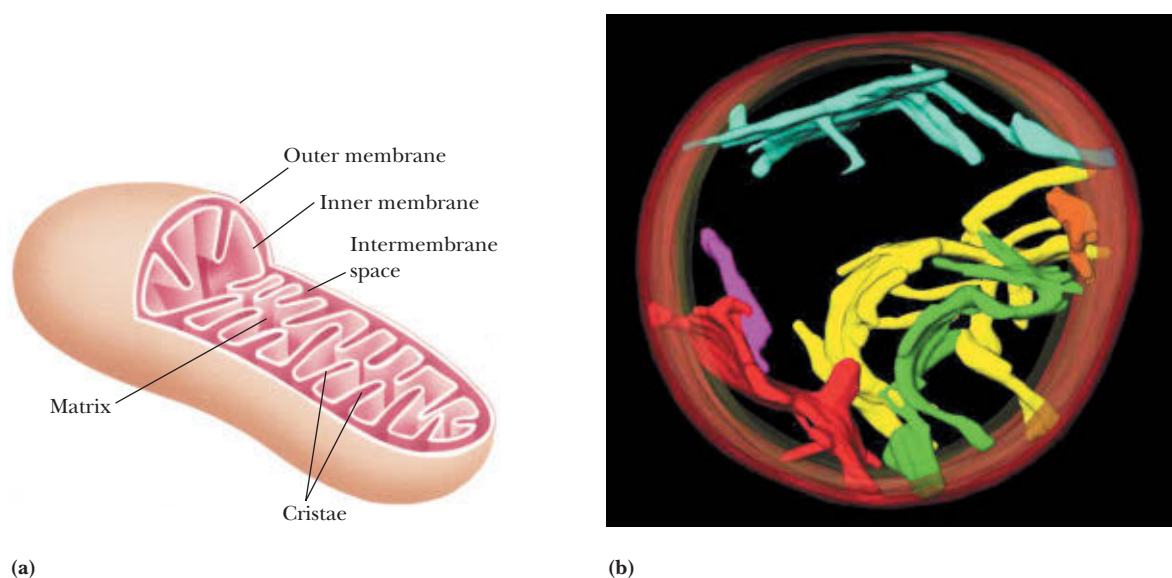 Outer membrane
Inner membrane
Intermembrane
space
Matrix
Cristae
(a)
(b)